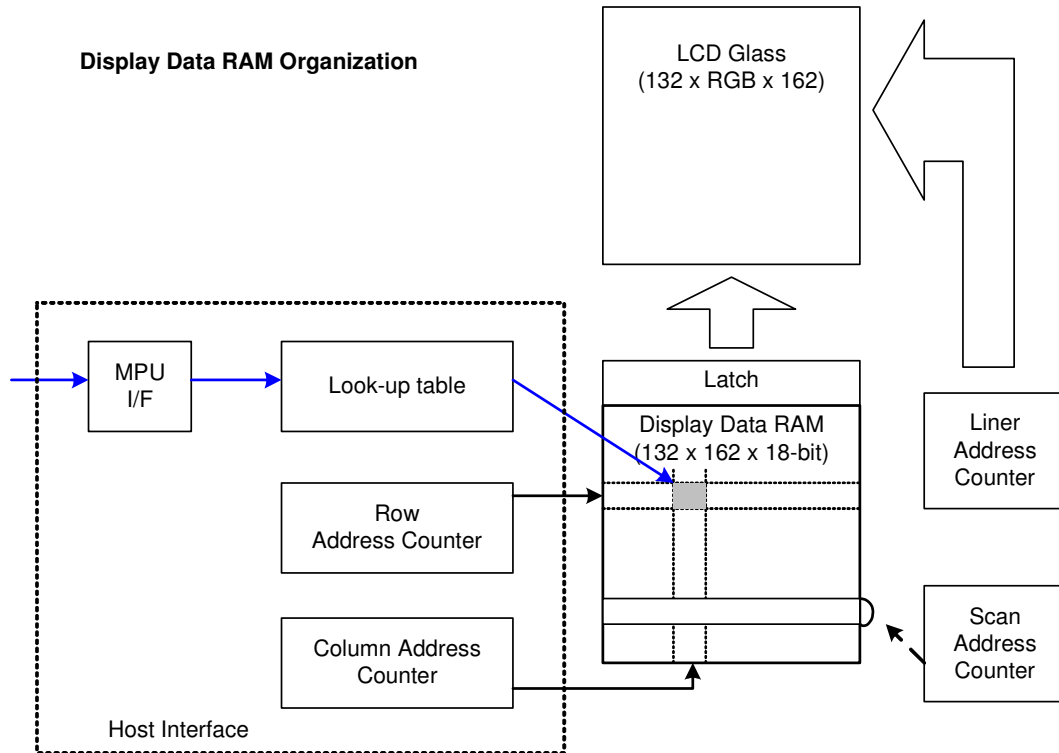 Display Data RAM Organization
LCD Glass
(132 x RGB x 162)
MPU
I/F
Look-up table
Latch
Display Data RAM
(132 x 162 x 18-bit)
Liner
Address
Counter
Row
Address Counter
Scan
Address
Counter
Column Address
Counter
Host Interface